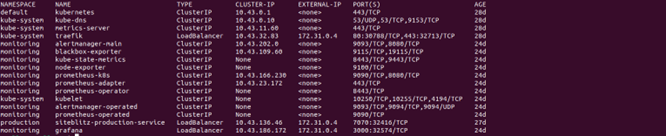 NAMESPACE NAME TYPE CLUSTER-IP EXTERNAL-IP PORT(S) AGE
default kubernetes ClusterIP 10.43.0.1 <none> 443/TCP 28d
kube-system kube-dns ClusterIP 10.43.0.10 <none> 53/UDP,53/TCP,9153/TCP 28d
kube-system metrics-server ClusterIP 10.43.11.60 <none> 443/TCP 28d
kube-system traefik LoadBalancer 10.43.32.83 172.31.0.4 80:30788/TCP,443:32713/TCP 28d
monitoring alertmanager-main ClusterIP 10.43.202.0 <none> 9093/TCP,8080/TCP 24d
monitoring blackbox-exporter ClusterIP 10.43.109.60 <none> 9115/TCP,19115/TCP 24d
monitoring kube-state-metrics ClusterIP None <none> 8443/TCP,9443/TCP 24d
monitoring node-exporter ClusterIP None <none> 9100/TCP 24d
monitoring prometheus-k8s ClusterIP 10.43.166.230 <none> 9090/TCP,8080/TCP 24d
monitoring prometheus-adapter ClusterIP 10.43.23.172 <none> 443/TCP 24d
monitoring prometheus-operator ClusterIP None <none> 8443/TCP 24d
kube-system kubelet ClusterIP None <none> 10250/TCP,10255/TCP,4194/TCP 24d
monitoring alertmanager-operated ClusterIP None <none> 9093/TCP,9094/TCP,9094/UDP 24d
monitoring prometheus-operated ClusterIP None <none> 9090/TCP 24d
production siteblitz-production-service LoadBalancer 10.43.136.46 172.31.0.4 7070:32416/TCP 27d
monitoring grafana LoadBalancer 10.43.186.172 172.31.0.4 3000:32574/TCP 24d